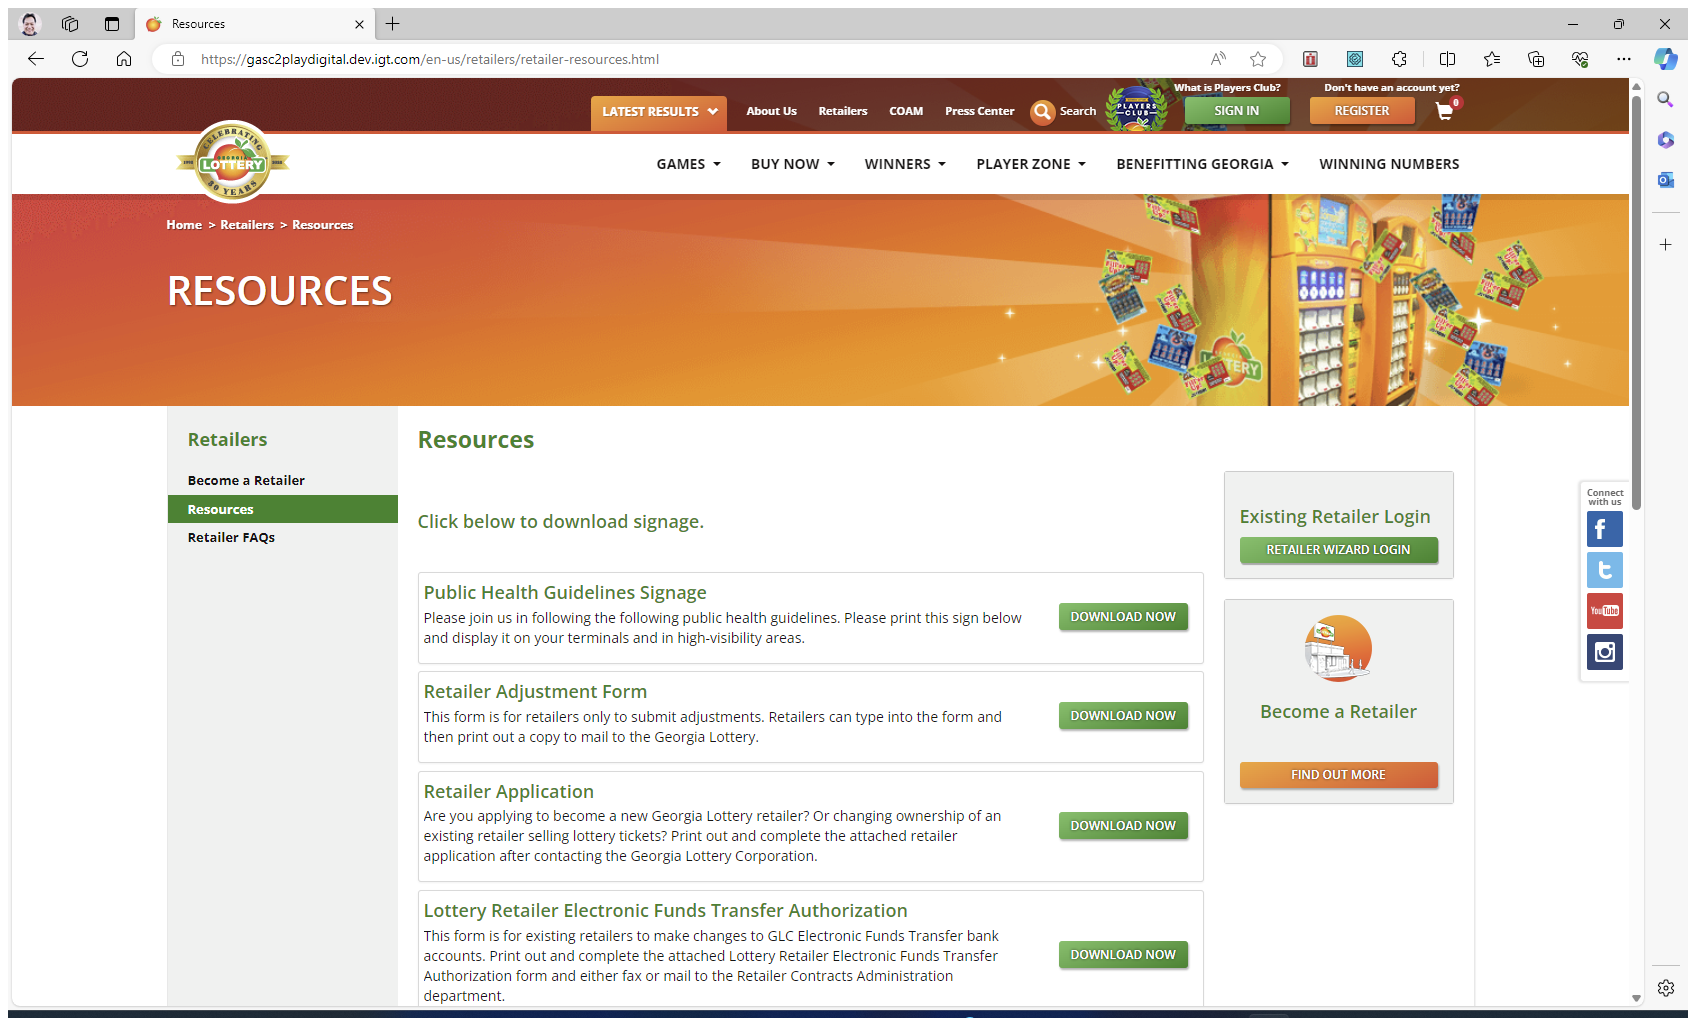 Resources
https://gasc2playdigital.dev.igt.com/en-us/retailers/retailer-resources.html
What is Players Club?
Don't have an account yet?
LATEST RESULTS
About Us
Retailers
COAM
Press Center
Search
PLAYERS
CLUB
SIGN IN
REGISTER
0
CELEBRATING
GEORGIA
LOTTERY
30 YEARS
GAMES
BUY NOW
WINNERS
PLAYER ZONE
BENEFITTING GEORGIA
WINNING NUMBERS
Home > Retailers > Resources
RESOURCES
LOTTERY
Retailers
Become a Retailer
Resources
Retailer FAQs
Resources
Click below to download signage.
Public Health Guidelines Signage
Please join us in following the following public health guidelines. Please print this sign below
and display it on your terminals and in high-visibility areas.
DOWNLOAD NOW
Retailer Adjustment Form
This form is for retailers only to submit adjustments. Retailers can type into the form and
then print out a copy to mail to the Georgia Lottery.
DOWNLOAD NOW
Retailer Application
Are you applying to become a new Georgia Lottery retailer? Or changing ownership of an
existing retailer selling lottery tickets? Print out and complete the attached retailer
application after contacting the Georgia Lottery Corporation.
DOWNLOAD NOW
Lottery Retailer Electronic Funds Transfer Authorization
This form is for existing retailers to make changes to GLC Electronic Funds Transfer bank
accounts. Print out and complete the attached Lottery Retailer Electronic Funds Transfer
Authorization form and either fax or mail to the Retailer Contracts Administration
department.
DOWNLOAD NOW
Existing Retailer Login
RETAILER WIZARD LOGIN
Become a Retailer
FIND OUT MORE
Connect
with us
YouTube